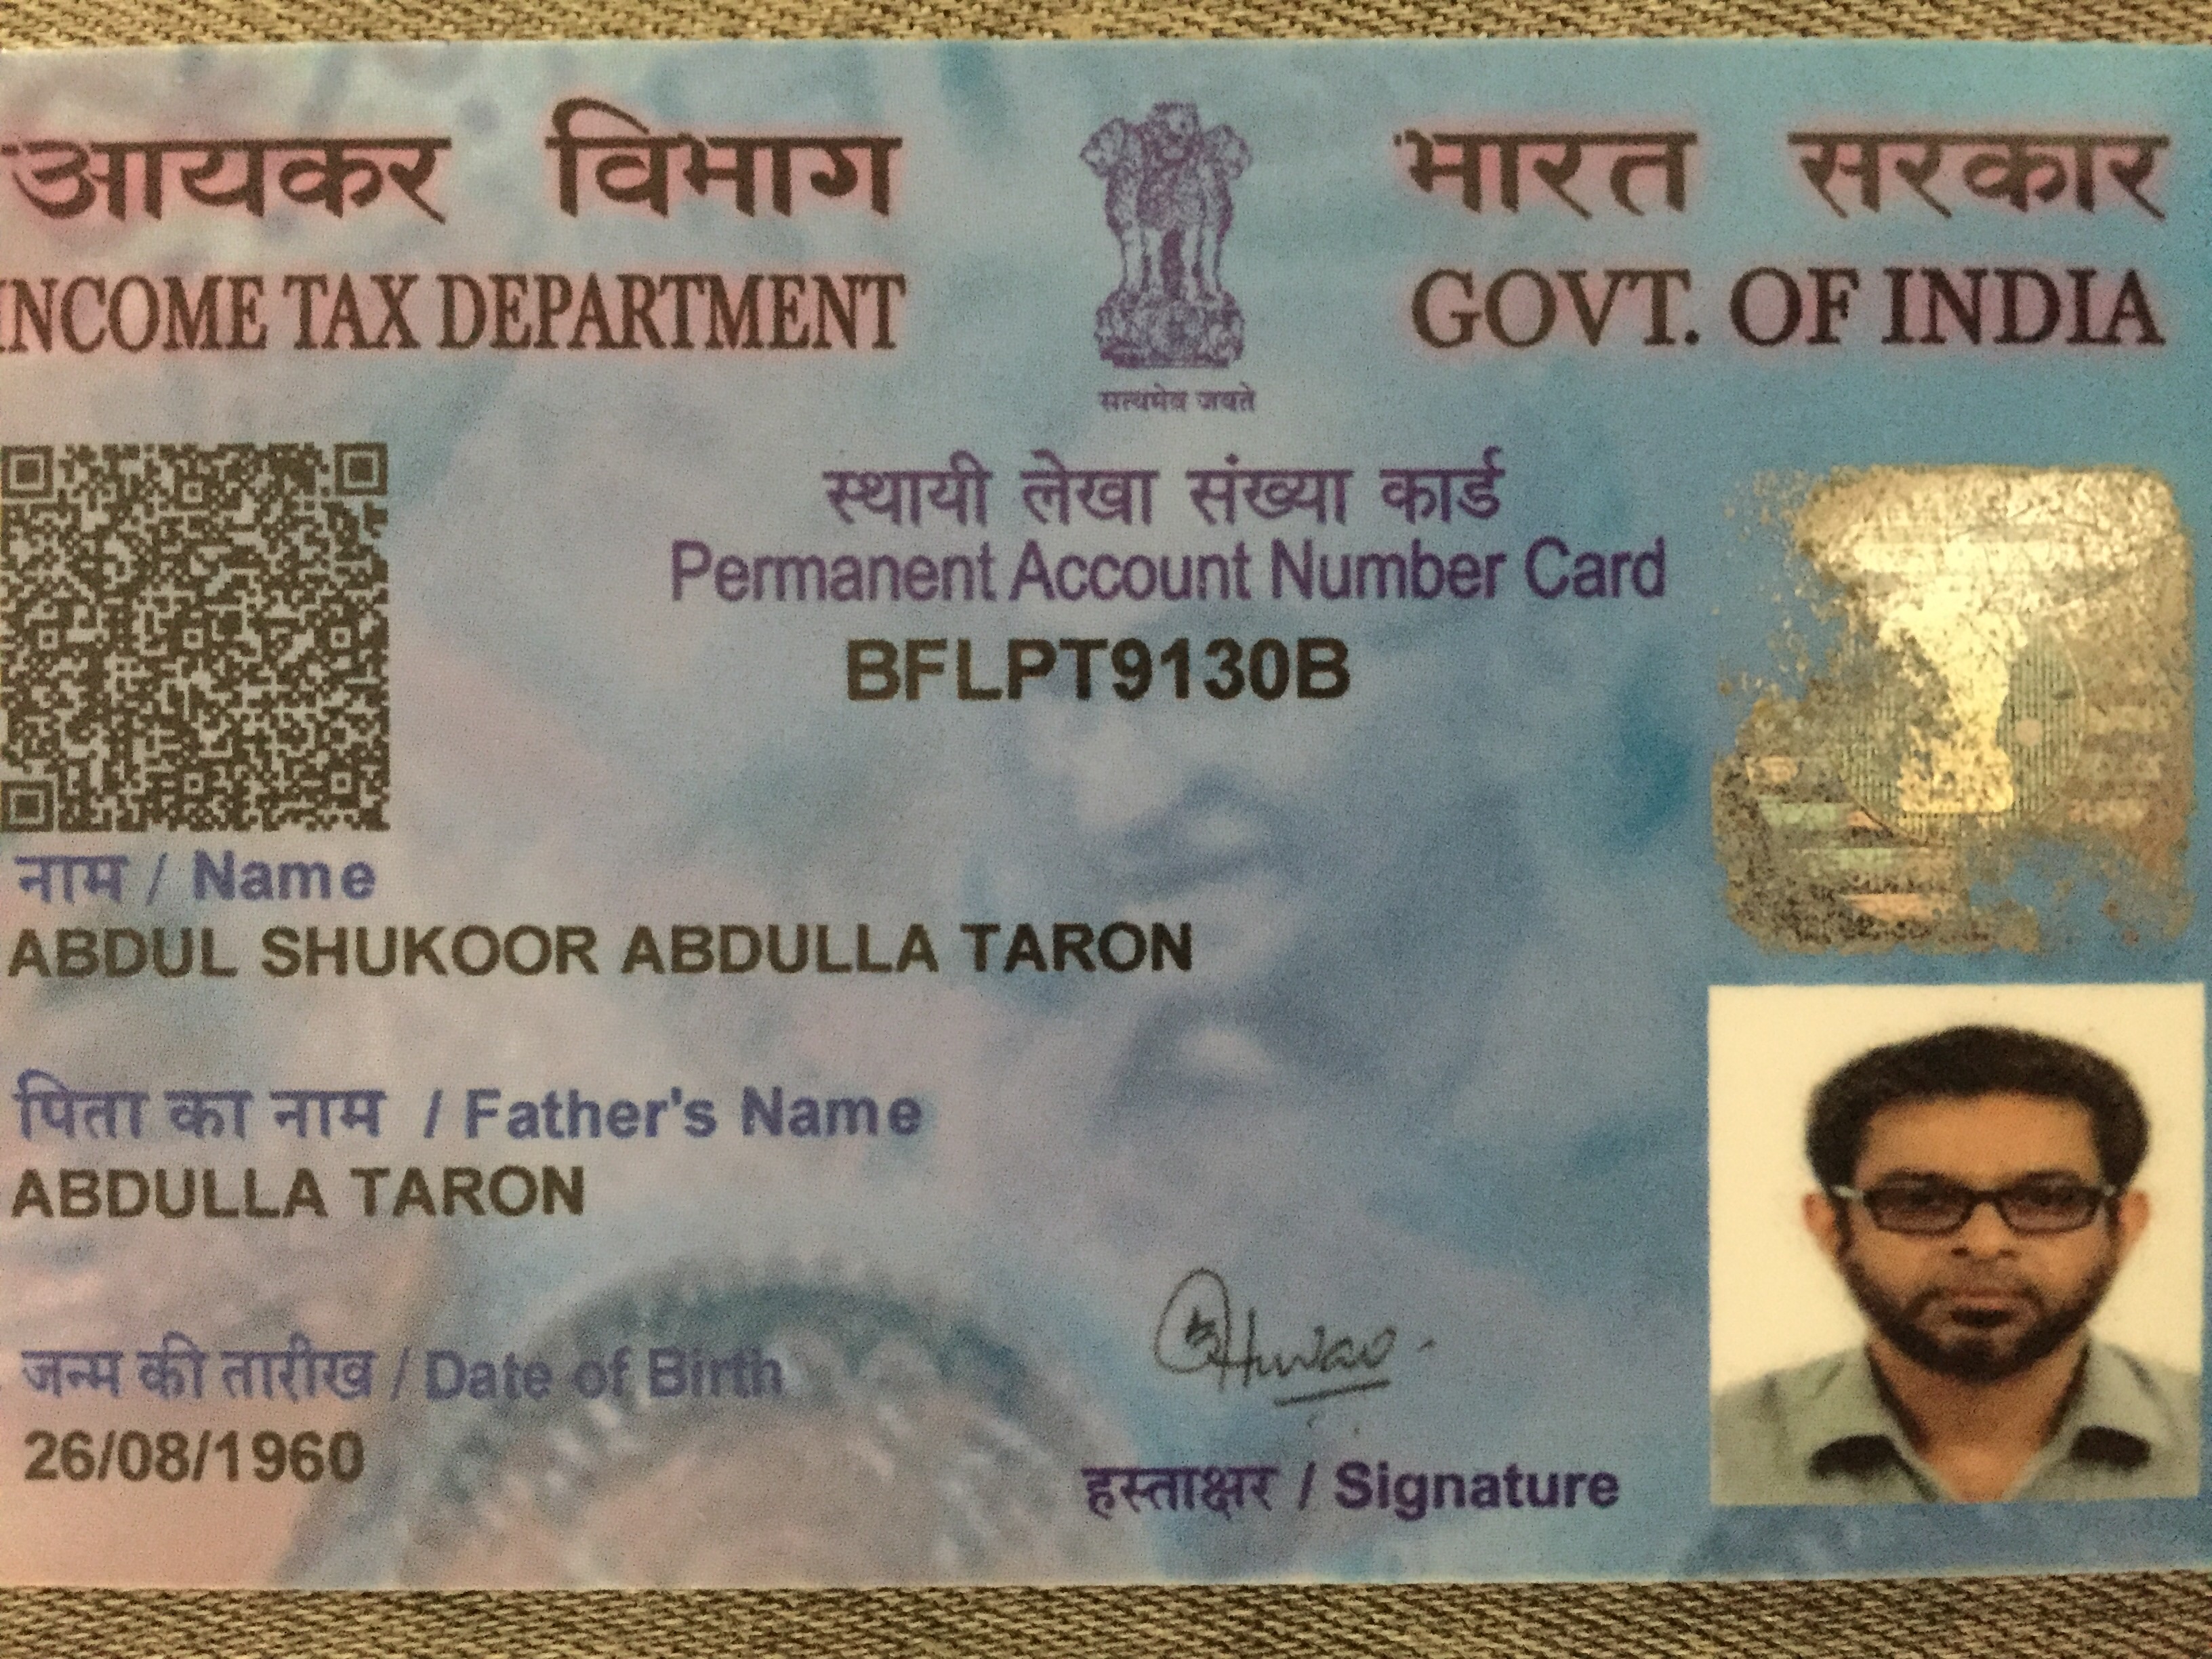 आयकर विभाग
INCOME TAX DEPARTMENT
सत्यमेव जयते
भारत सरकार
GOVT. OF INDIA
स्थायी लेखा संख्या कार्ड
Permanent Account Number Card
BFLPT9130B
नाम / Name
ABDUL SHUKOOR ABDULLA TARON
पिता का नाम / Father's Name
ABDULLA TARON
जन्म की तारीख / Date of Birth
26/08/1960
हस्ताक्षर / Signature